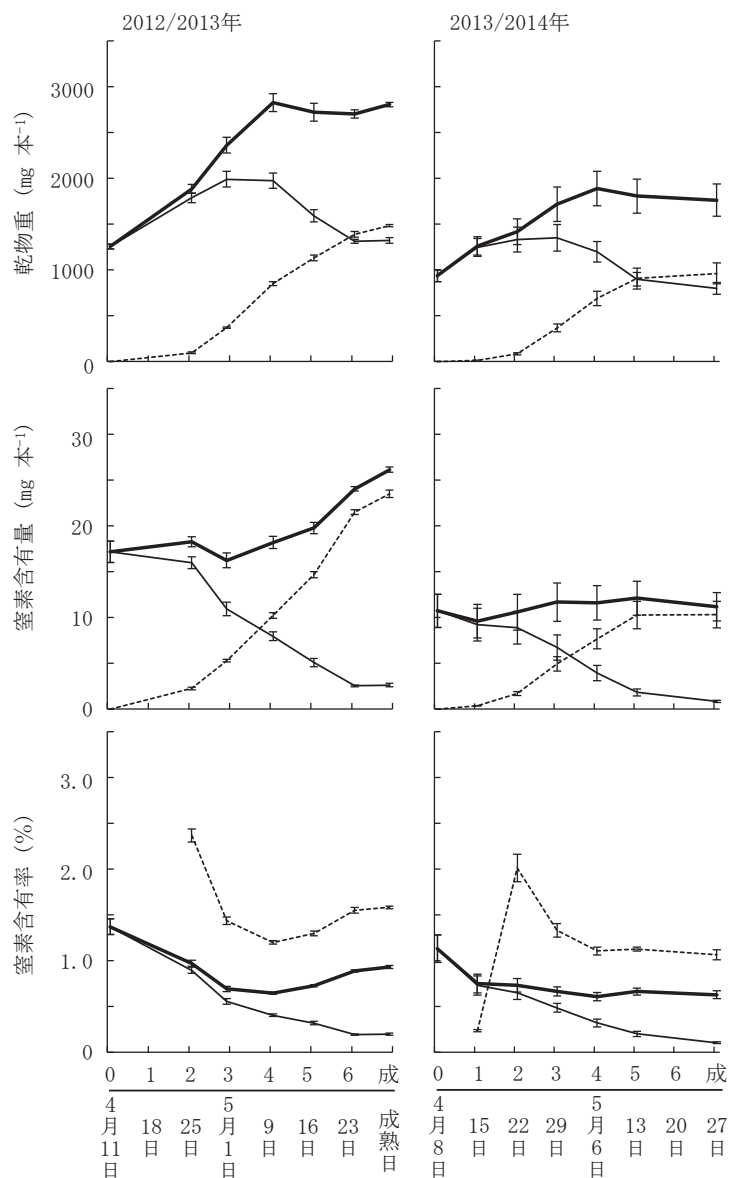 2012/2013年
2013/2014年
乾物重 (mg 本⁻¹)
3000
2000
1000
0
窒素含有量 (mg 本⁻¹)
30
20
10
0
窒素含有率 (%)
3.0
2.0
1.0
0
0 1 2 3 4 5 6 成
0 1 2 3 4 5 6 成
4月11日 18日 25日 5月1日 9日 16日 23日 成熟日
4月8日 15日 22日 29日 5月6日 13日 20日 27日